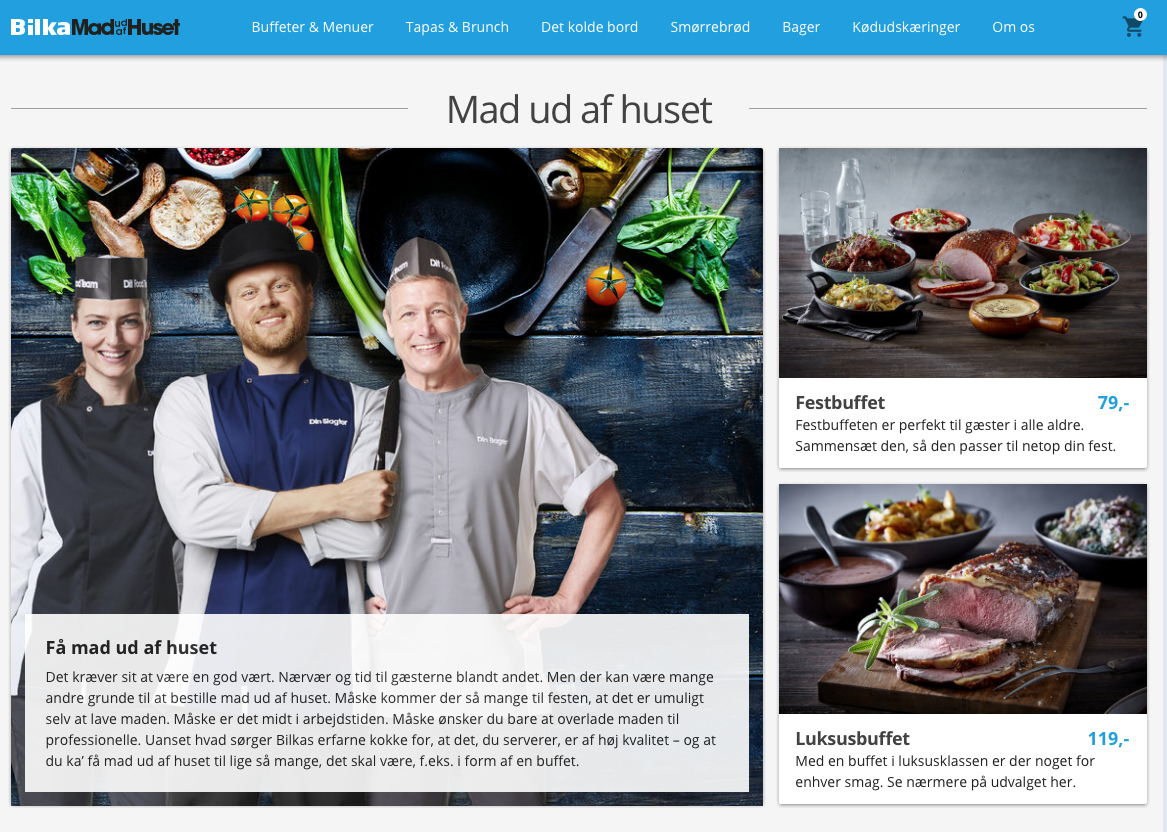 BilkaMad ud af Huset
Buffeter & Menuer
Tapas & Brunch
Det kolde bord
Smørrebrød
Bager
Kødudskæringer
Om os
0
Mad ud af huset
Din Slagter
Få mad ud af huset
Det kræver sit at være en god vært. Nærvær og tid til gæsterne blandt andet. Men der kan være mange
andre grunde til at bestille mad ud af huset. Måske kommer der så mange til festen, at det er umuligt
selv at lave maden. Måske er det midt i arbejdstiden. Måske ønsker du bare at overlade maden til
professionelle. Uanset hvad sørger Bilkas erfarne kokke for, at det, du serverer, er af høj kvalitet – og at
du ka’ få mad ud af huset til lige så mange, det skal være, f.eks. i form af en buffet.
Festbuffet 79,-
Festbuffeten er perfekt til gæster i alle aldre.
Sammensæt den, så den passer til netop din fest.
Luksusbuffet 119,-
Med en buffet i luksusklassen er der noget for
enhver smag. Se nærmere på udvalget her.